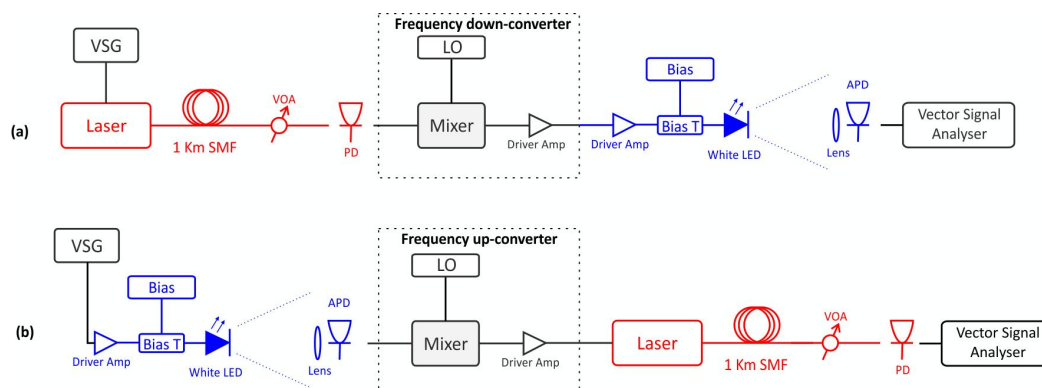 Frequency down-converter
VSG
LO
Bias
APD
VOA
Laser
Mixer
Bias T
Vector Signal
Analyser
(a)
1 Km SMF
PD
Driver Amp
Driver Amp
White LED
Lens
Frequency up-converter
VSG
LO
Bias
APD
VOA
(b)
Driver Amp
Bias T
White LED
Lens
Mixer
Driver Amp
Laser
1 Km SMF
PD
Vector Signal
Analyser